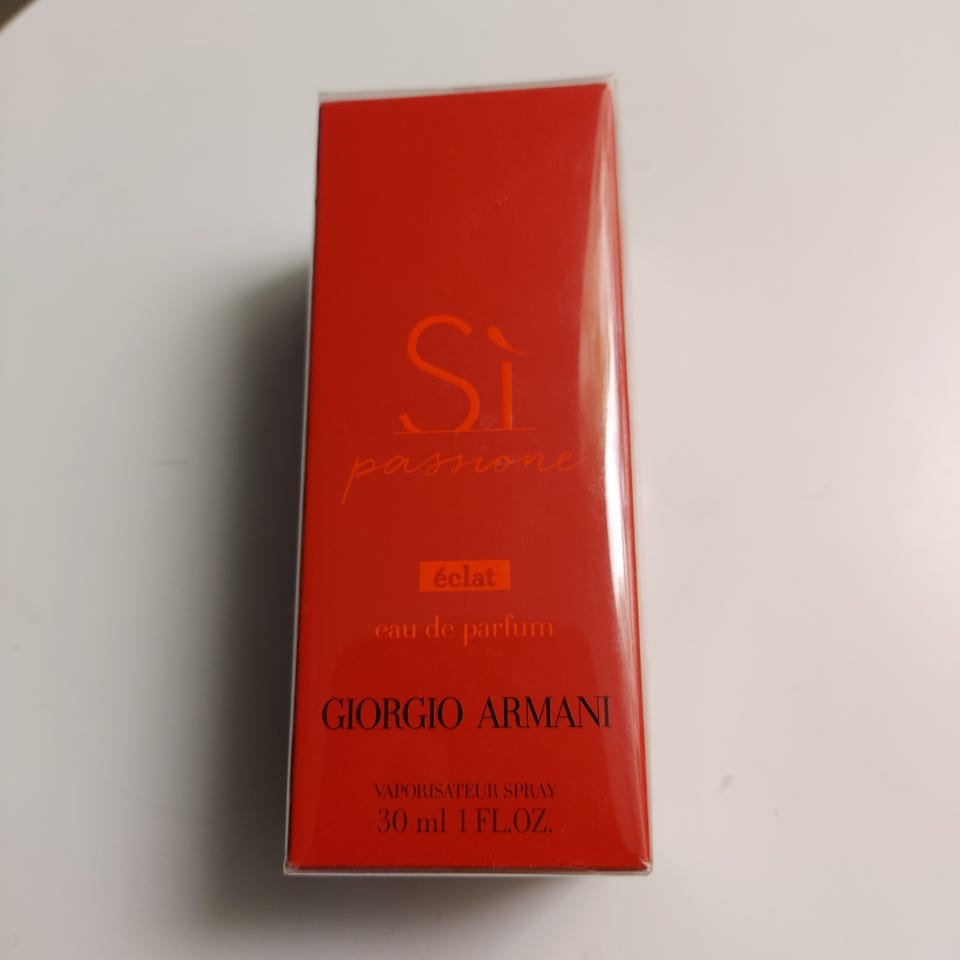 Sì
passione
éclat
eau de parfum
GIORGIO ARMANI
VAPORISATEUR SPRAY
30 ml 1 FL.OZ.